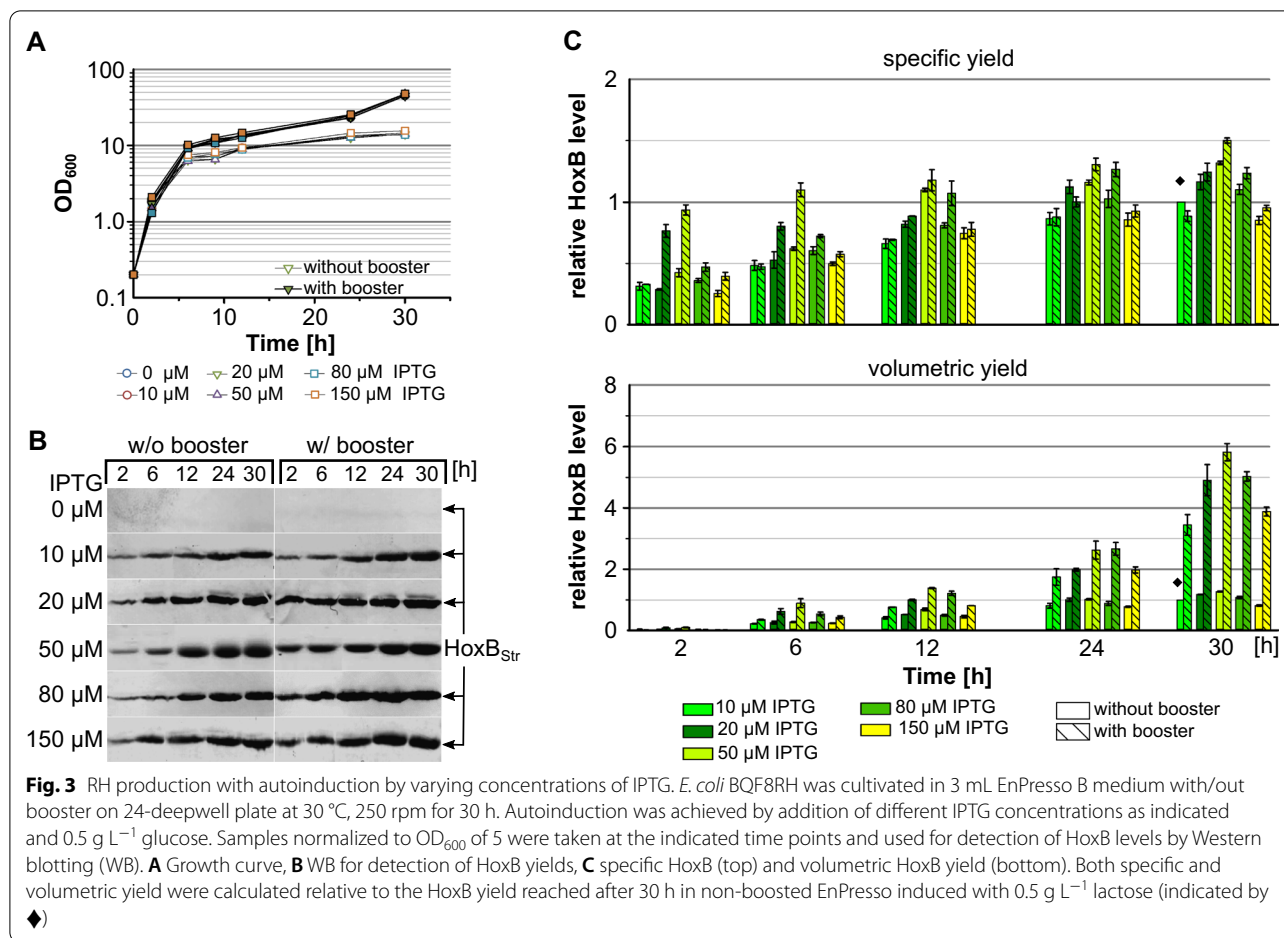 A
100
10
1.0
0.1
OD600
0 10 20 30
Time [h]
without booster
with booster
0 µM 20 µM 80 µM IPTG
10 µM 50 µM 150 µM IPTG
B
w/o booster w/ booster
IPTG 2 6 12 24 30 2 6 12 24 30 [h]
0 µM
10 µM
20 µM
50 µM
80 µM
150 µM
HoxBStr
C
specific yield
relative HoxB level
2
1
0
volumetric yield
relative HoxB level
8
6
4
2
0
2 6 12 24 30 [h]
Time [h]
10 µM IPTG 80 µM IPTG without booster
20 µM IPTG 150 µM IPTG with booster
50 µM IPTG
Fig. 3 RH production with autoinduction by varying concentrations of IPTG. E. coli BQF8RH was cultivated in 3 mL EnPresso B medium with/out
booster on 24-deepwell plate at 30 °C, 250 rpm for 30 h. Autoinduction was achieved by addition of different IPTG concentrations as indicated
and 0.5 g L−1 glucose. Samples normalized to OD600 of 5 were taken at the indicated time points and used for detection of HoxB levels by Western
blotting (WB). A Growth curve, B WB for detection of HoxB yields, C specific HoxB (top) and volumetric HoxB yield (bottom). Both specific and
volumetric yield were calculated relative to the HoxB yield reached after 30 h in non-boosted EnPresso induced with 0.5 g L−1 lactose (indicated by
♦)